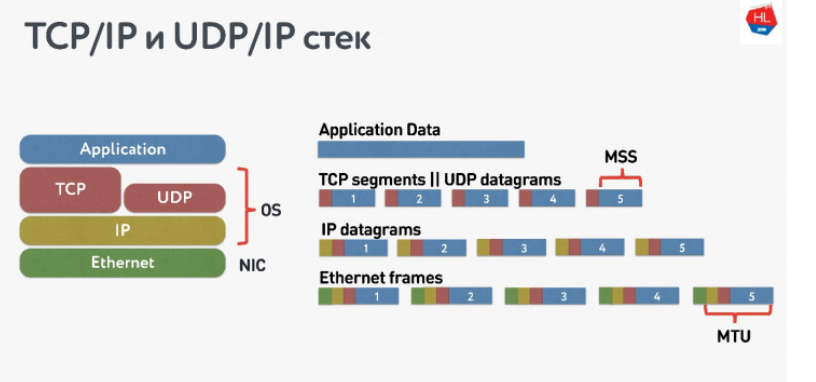 HL
TCP/IP и UDP/IP стек
Application
TCP
UDP
IP
Ethernet
OS
NIC
Application Data
MSS
TCP segments || UDP datagrams
1 2 3 4 5
IP datagrams
1 2 3 4 5
Ethernet frames
1 2 3 4 5
MTU